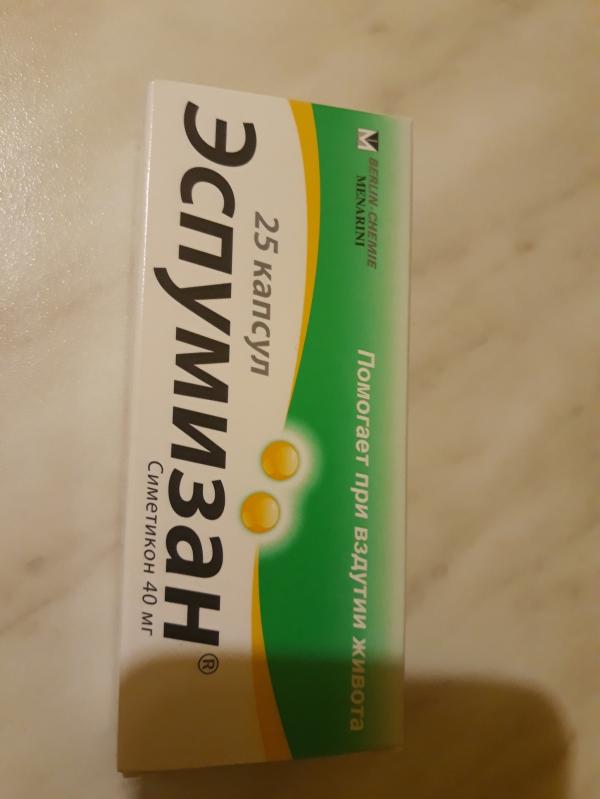 BERLIN-CHEMIE
MENARINI
Помогает при вздутии живота
25 капсул
Эспумизан®
Симетикон 40 мг